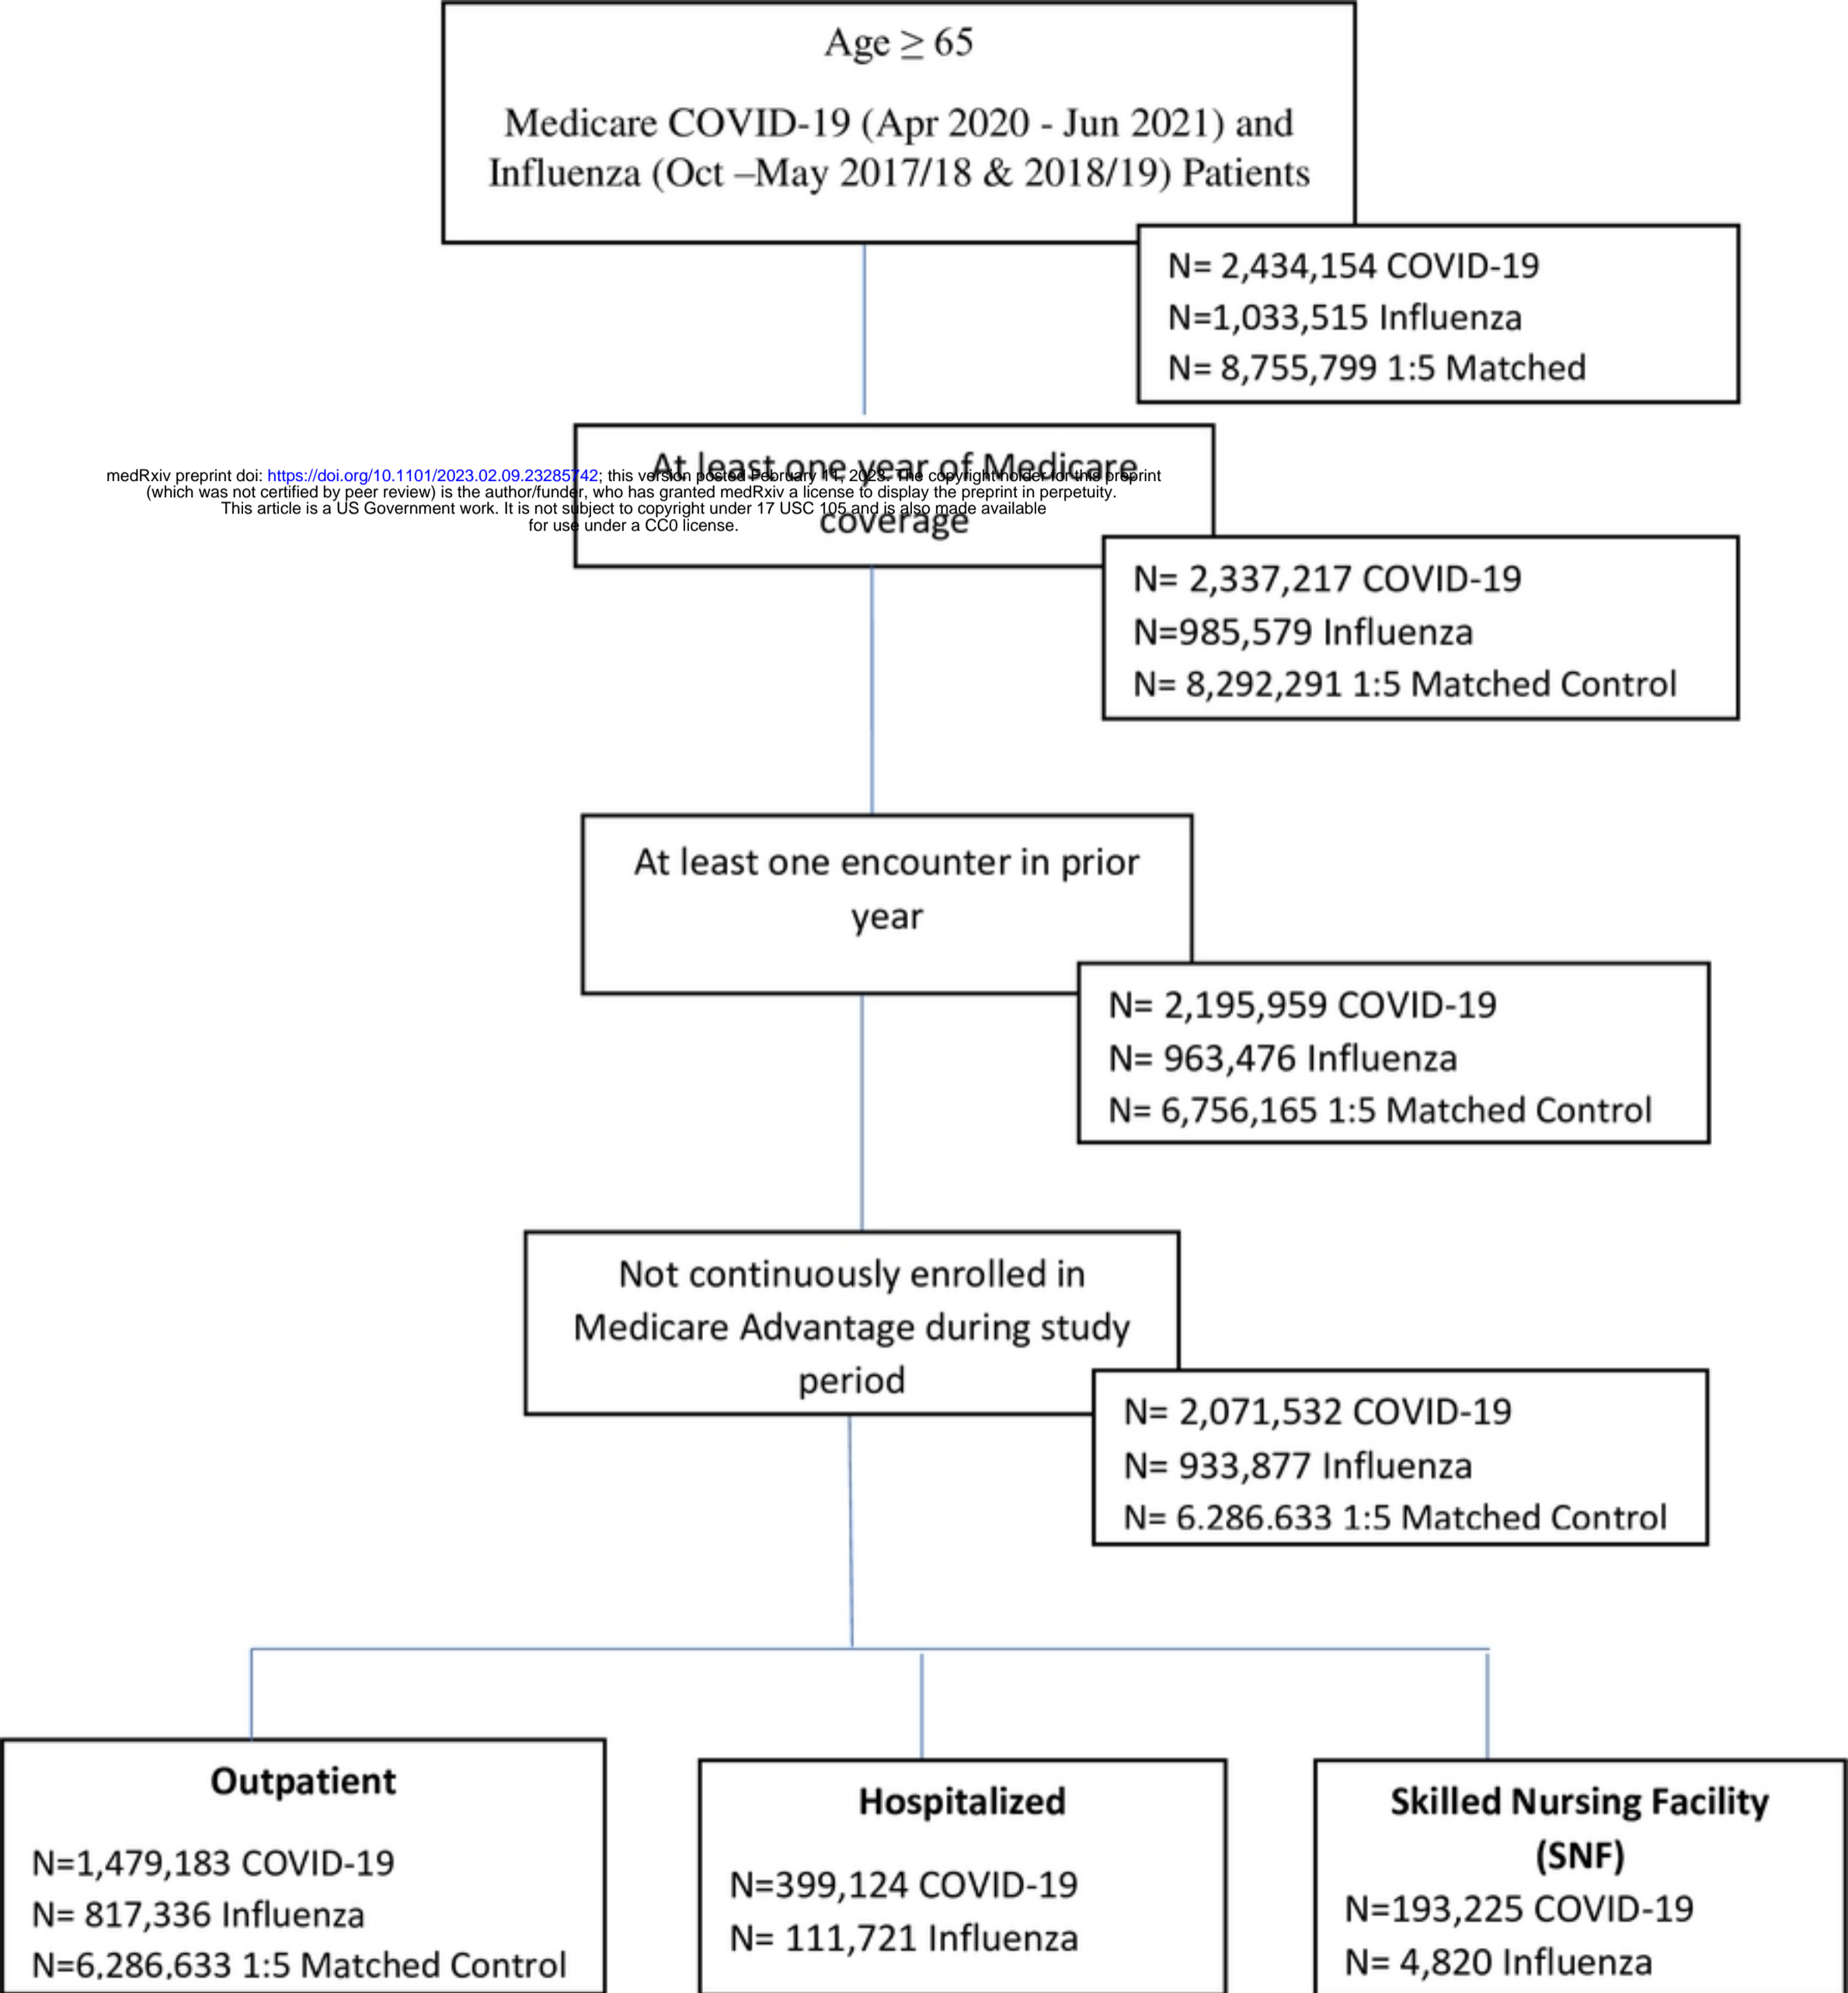 Age ≥ 65
Medicare COVID-19 (Apr 2020 - Jun 2021) and
Influenza (Oct –May 2017/18 & 2018/19) Patients
N= 2,434,154 COVID-19
N=1,033,515 Influenza
N= 8,755,799 1:5 Matched
At least one year of Medicare
coverage
medRxiv preprint doi: https://doi.org/10.1101/2023.02.09.23285742; this version posted February 11, 2023. The copyright holder for this preprint
(which was not certified by peer review) is the author/funder, who has granted medRxiv a license to display the preprint in perpetuity.
This article is a US Government work. It is not subject to copyright under 17 USC 105 and is also made available
for use under a CC0 license.
N= 2,337,217 COVID-19
N=985,579 Influenza
N= 8,292,291 1:5 Matched Control
At least one encounter in prior
year
N= 2,195,959 COVID-19
N= 963,476 Influenza
N= 6,756,165 1:5 Matched Control
Not continuously enrolled in
Medicare Advantage during study
period
N= 2,071,532 COVID-19
N= 933,877 Influenza
N= 6,286,633 1:5 Matched Control
Outpatient
N=1,479,183 COVID-19
N= 817,336 Influenza
N=6,286,633 1:5 Matched Control
Hospitalized
N=399,124 COVID-19
N= 111,721 Influenza
Skilled Nursing Facility
(SNF)
N=193,225 COVID-19
N= 4,820 Influenza